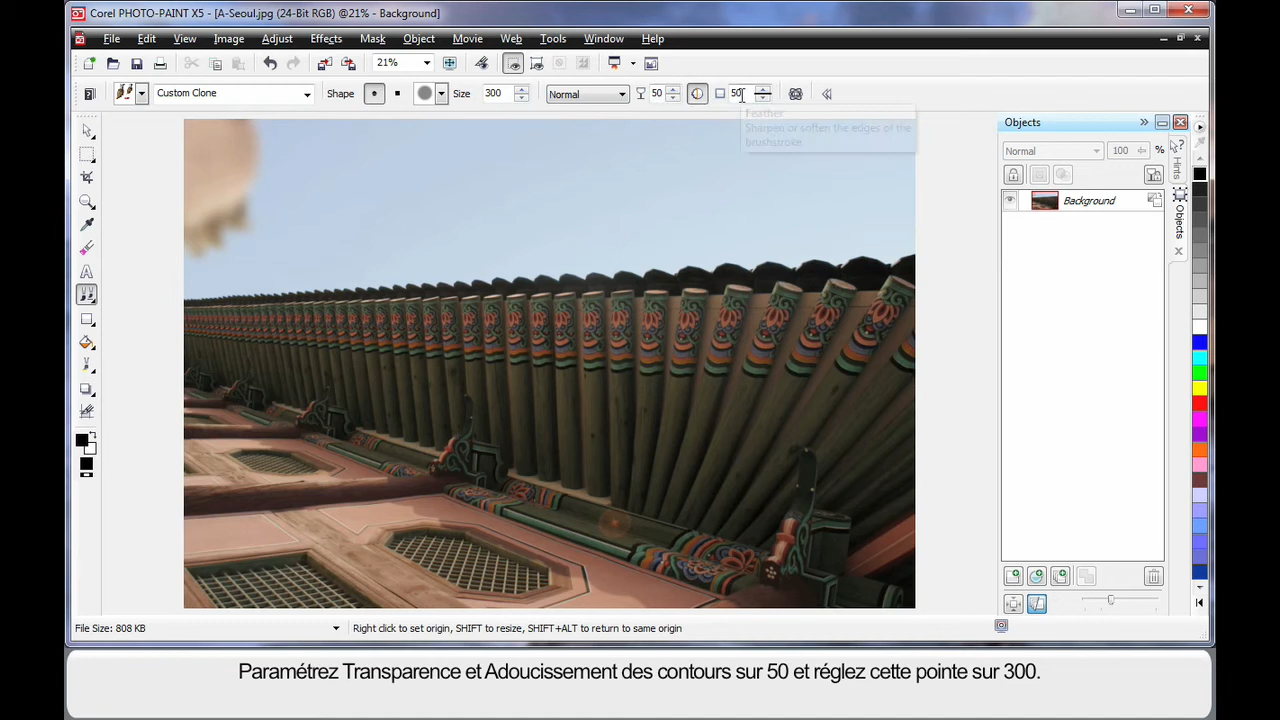 Corel PHOTO-PAINT X5 - [A-Seoul.jpg (24-Bit RGB) @21% - Background]
File Edit View Image Adjust Effects Mask Object Movie Web Tools Window Help
21%
Custom Clone Shape Size 300 Normal 50 50
Feather
Sharpen or soften the edges of the
brushstroke.
Objects
Normal 100 %
Background
Hints
Objects
File Size: 808 KB Right click to set origin, SHIFT to resize, SHIFT+ALT to return to same origin
Paramétrez Transparence et Adoucissement des contours sur 50 et réglez cette pointe sur 300.